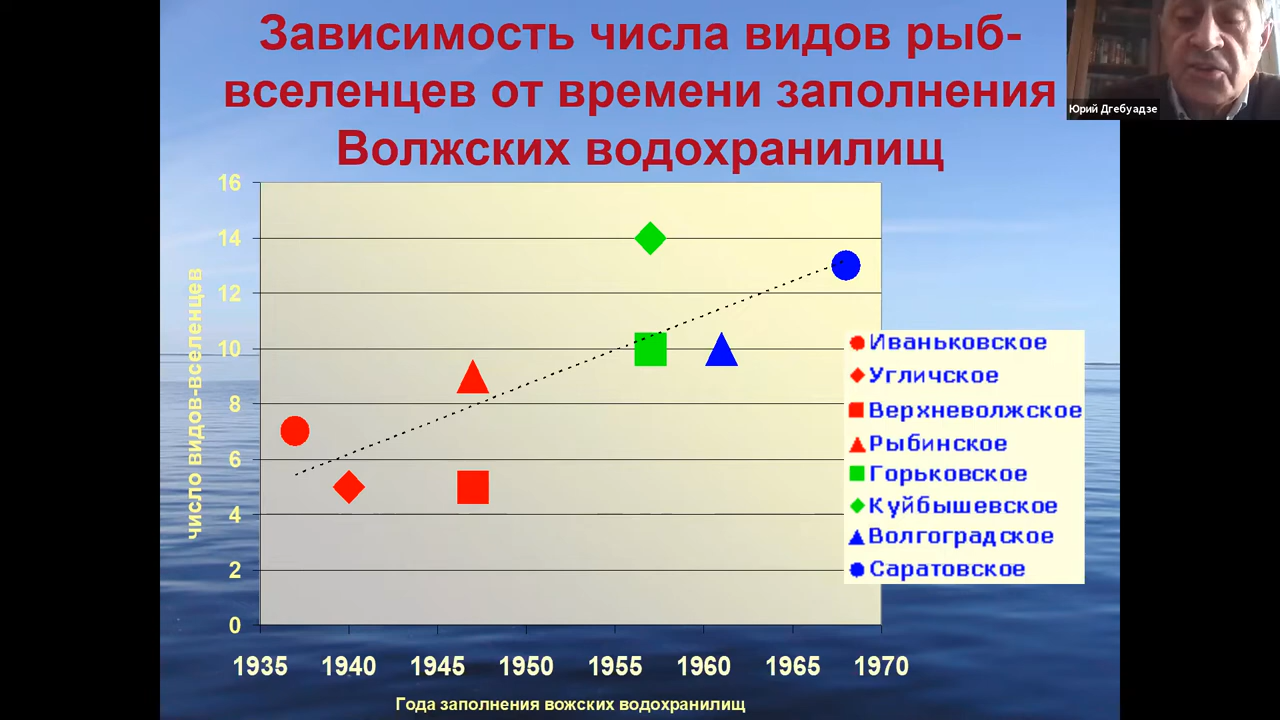 Зависимость числа видов рыб-
вселенцев от времени заполнения
Волжских водохранилищ
Юрий Дгебуадзе
16
14
12
10
8
6
4
2
0
число видов-вселенцев
1935 1940 1945 1950 1955 1960 1965 1970
Года заполнения вожских водохранилищ
Иваньковское
Угличское
Верхневолжское
Рыбинское
Горьковское
Куйбышевское
Волгоградское
Саратовское